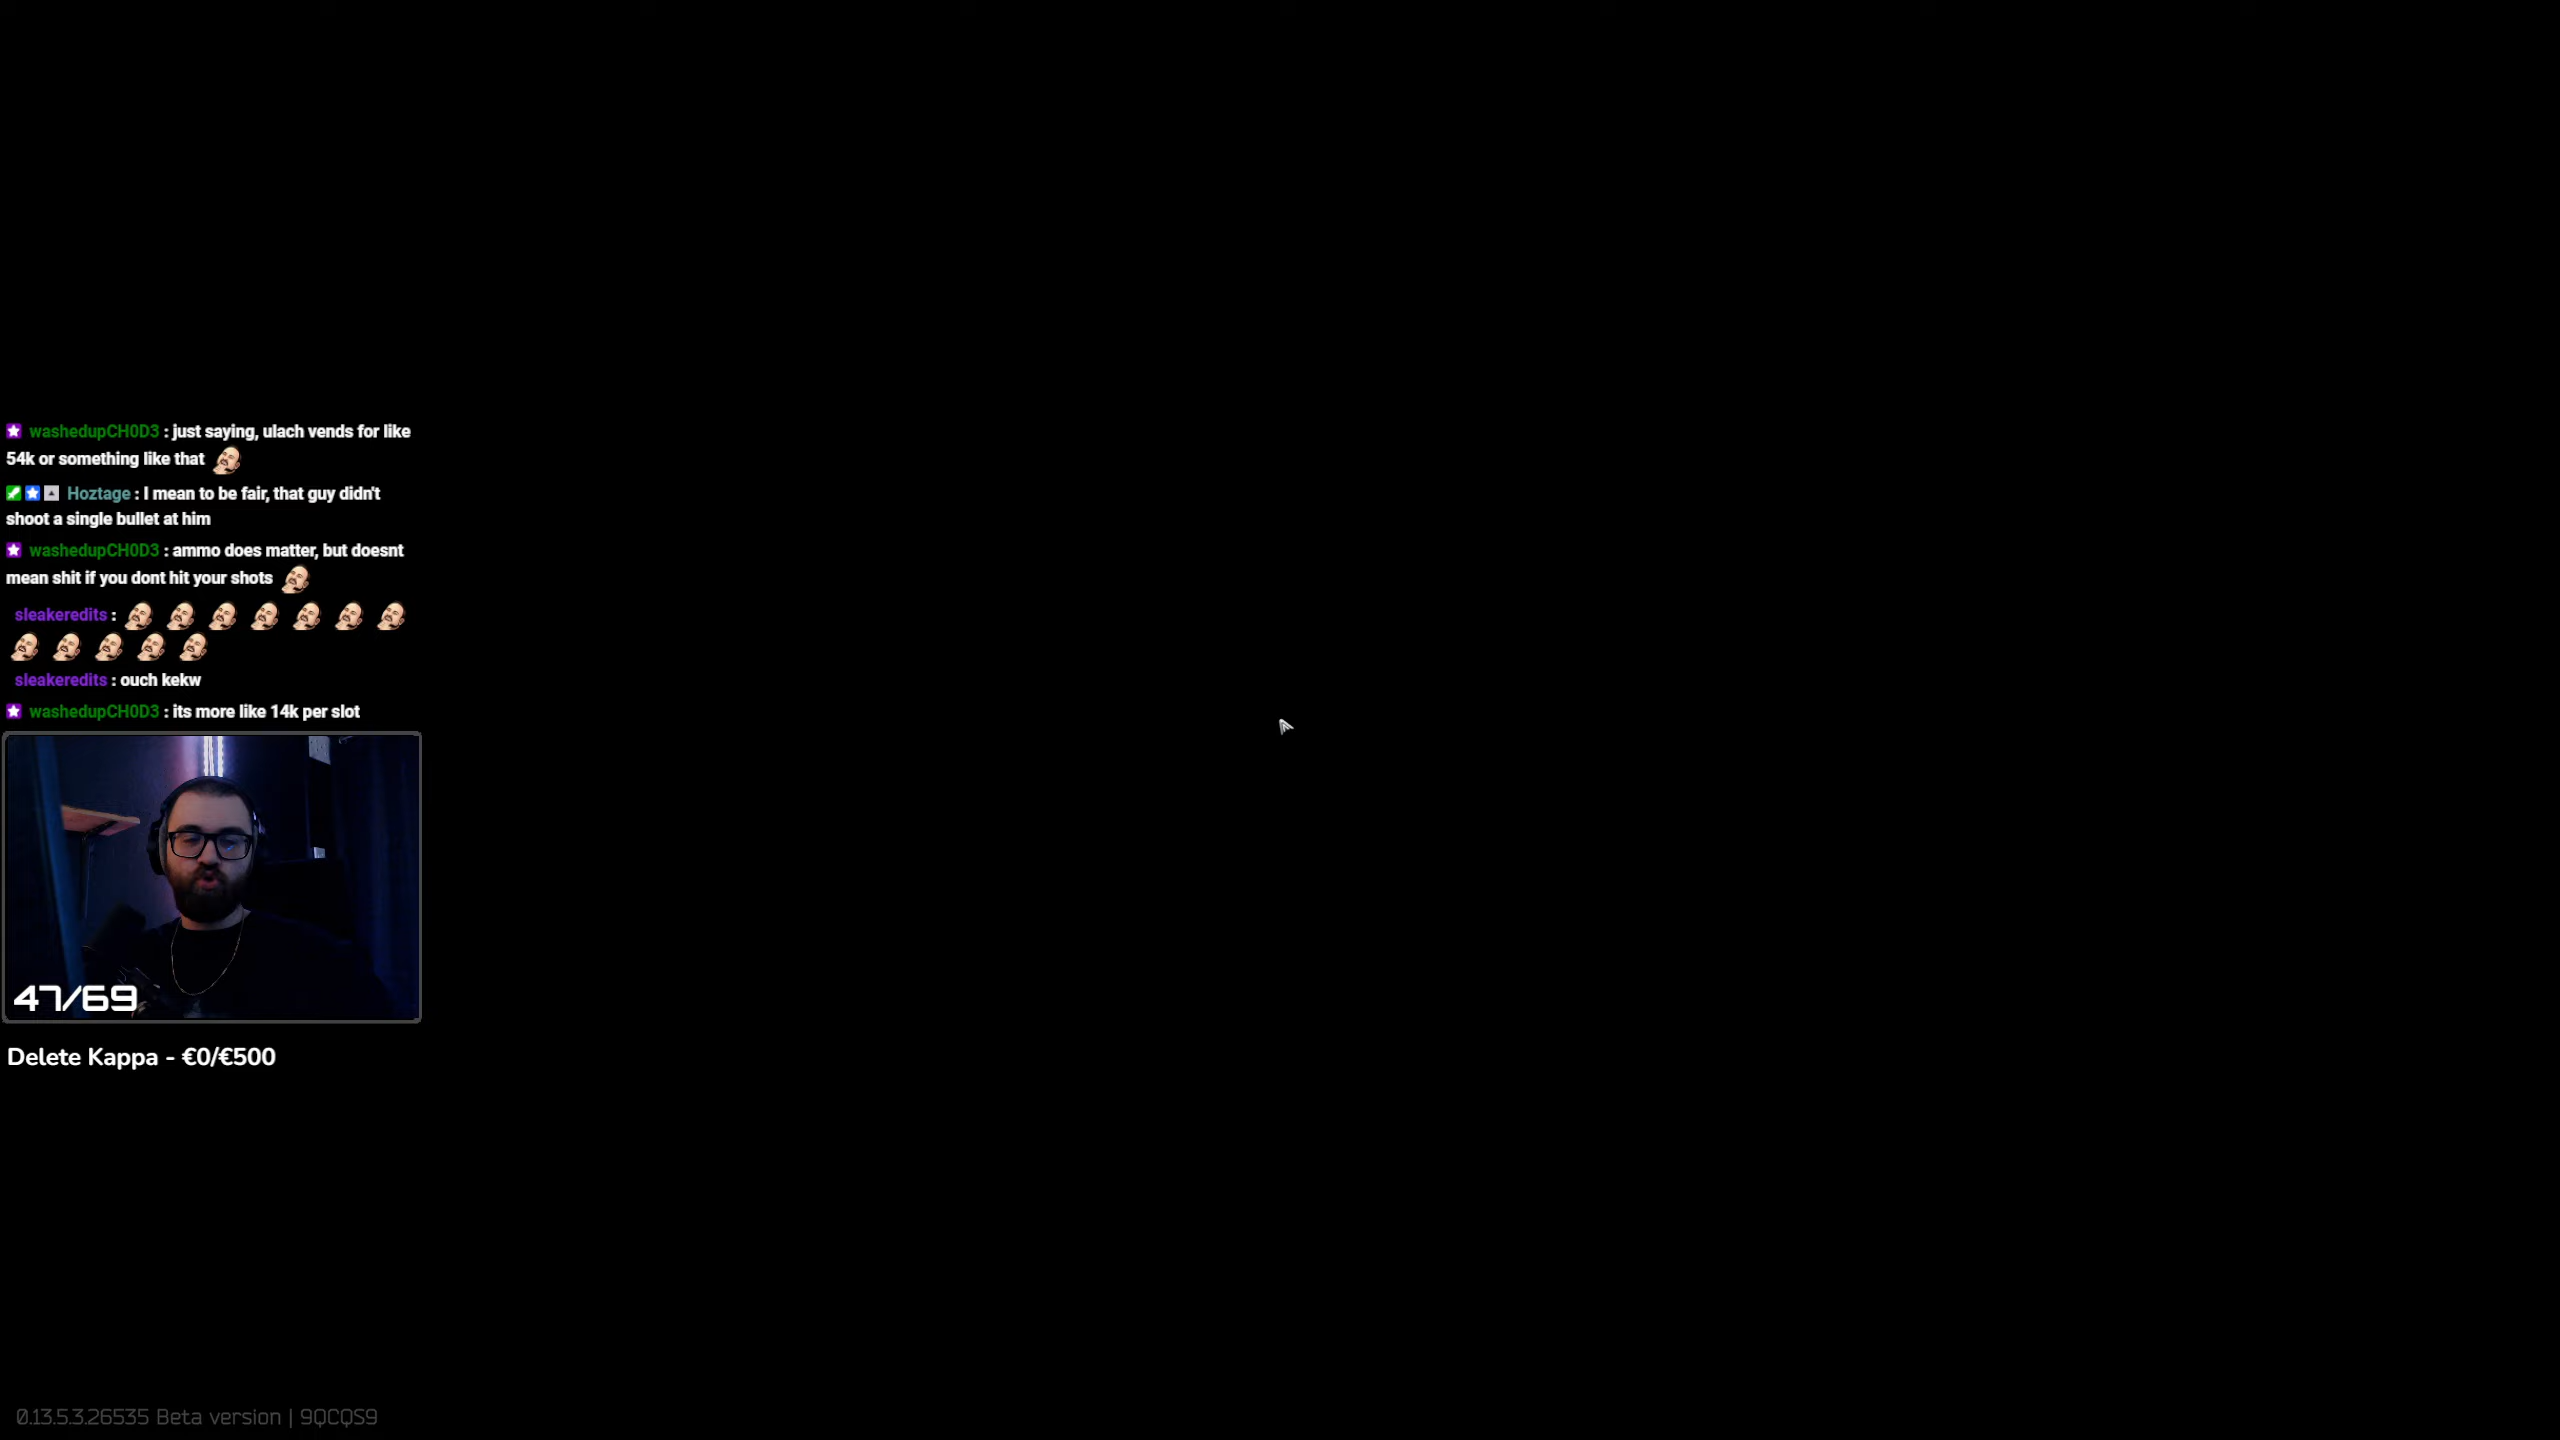 washedupCH0D3 : just saying, ulach vends for like
54k or something like that
Hoztage : I mean to be fair, that guy didn't
shoot a single bullet at him
washedupCH0D3 : ammo does matter, but doesnt
mean shit if you dont hit your shots
sleakeredits :
sleakeredits : ouch kekw
washedupCH0D3 : its more like 14k per slot
47/69
Delete Kappa - €0/€500
0.13.5.3.26535 Beta version | 9QCQS9